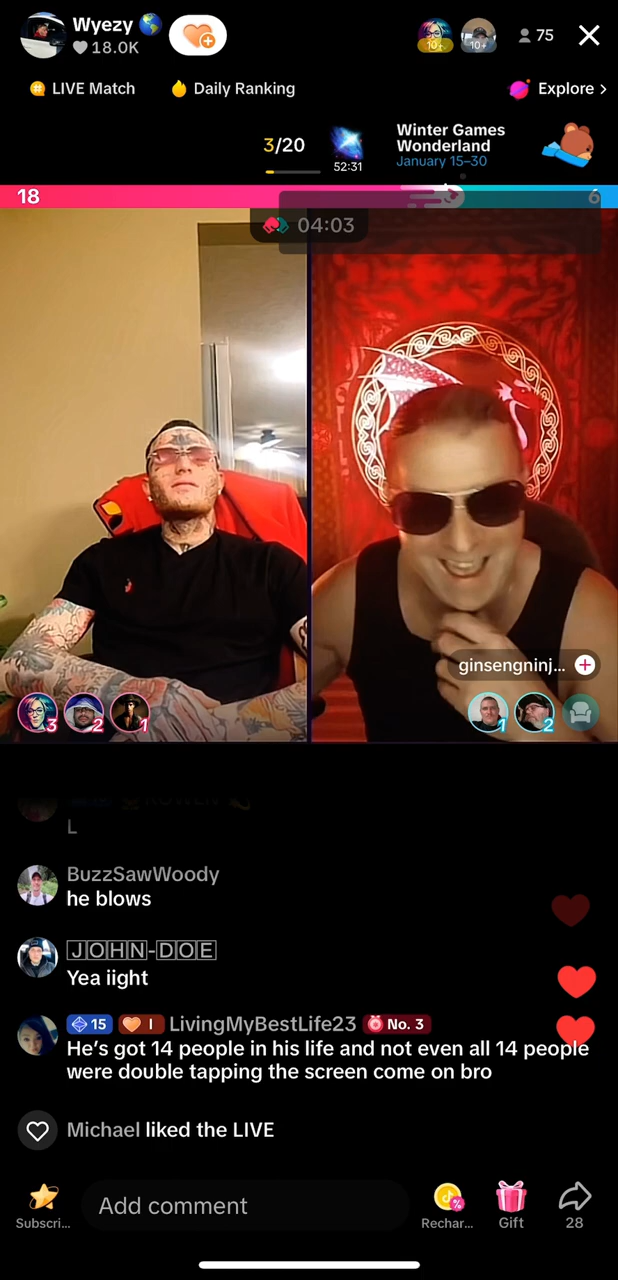 Wyezy 🌎
18.0K
10+
10+
75
LIVE Match
Daily Ranking
Explore >
3/20
52:31
Winter Games
Wonderland
January 15–30
18
6
04:03
ginsengninj...
3
2
1
1
2
L
BuzzSawWoody
he blows
JOHN-DOE
Yea iight
15
I
LivingMyBestLife23
No. 3
He's got 14 people in his life and not even all 14 people
were double tapping the screen come on bro
Michael liked the LIVE
Subscri...
Add comment
Rechar...
Gift
28